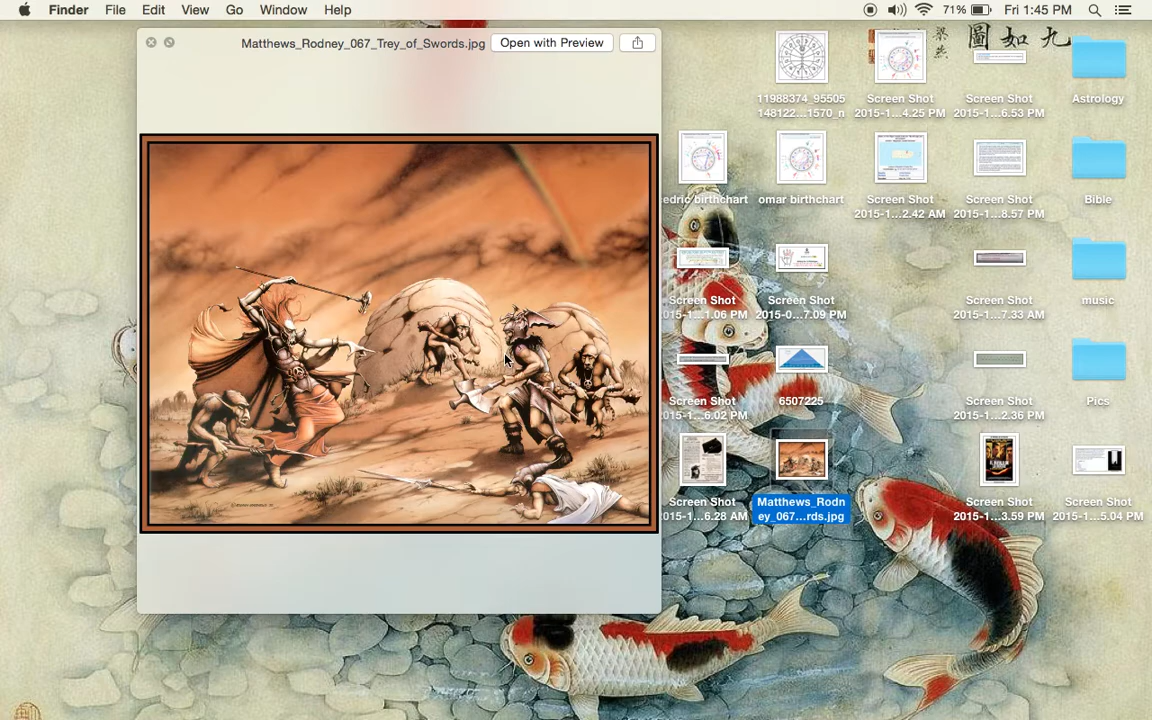 Finder File Edit View Go Window Help 71% Fri 1:45 PM
Matthews_Rodney_067_Trey_of_Swords.jpg Open with Preview
九如圖
11988374_95505
148122...1570_n
Screen Shot
2015-1...4.25 PM
Screen Shot
2015-1...6.53 PM
Astrology
edric birthchart
omar birthchart
Screen Shot
2015-1...2.42 AM
Screen Shot
2015-1...8.57 PM
Bible
Screen Shot
2015-1...1.06 PM
Screen Shot
2015-0...7.09 PM
Screen Shot
2015-1...7.33 AM
music
Screen Shot
2015-1...6.02 PM
6507225
Screen Shot
2015-1...2.36 PM
Pics
Screen Shot
2015-1...6.28 AM
Matthews_Rodn
ey_067...rds.jpg
Screen Shot
2015-1...3.59 PM
Screen Shot
2015-1...5.04 PM